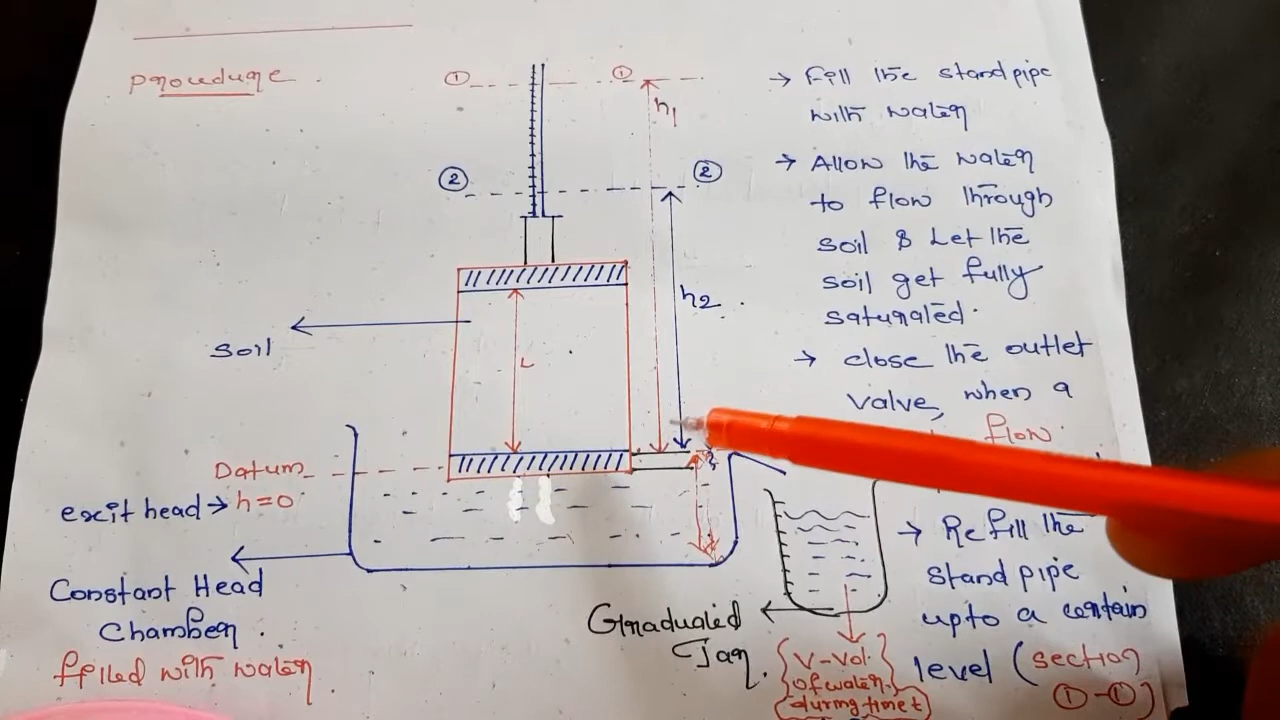 Procedure.
① ①
h1
② ②
h2.
Soil
L
Datum
exit head → h=0
Constant Head
Chamber.
filled with water
Graduated
Jar.
V-Vol.
of water
during time t
→ Fill the standpipe
with water
→ Allow the water
to flow through
soil & Let the
soil get fully
saturated.
→ close the outlet
valve, when a
flow
→ Refill the
stand pipe
upto a certain
level (section
①-①)